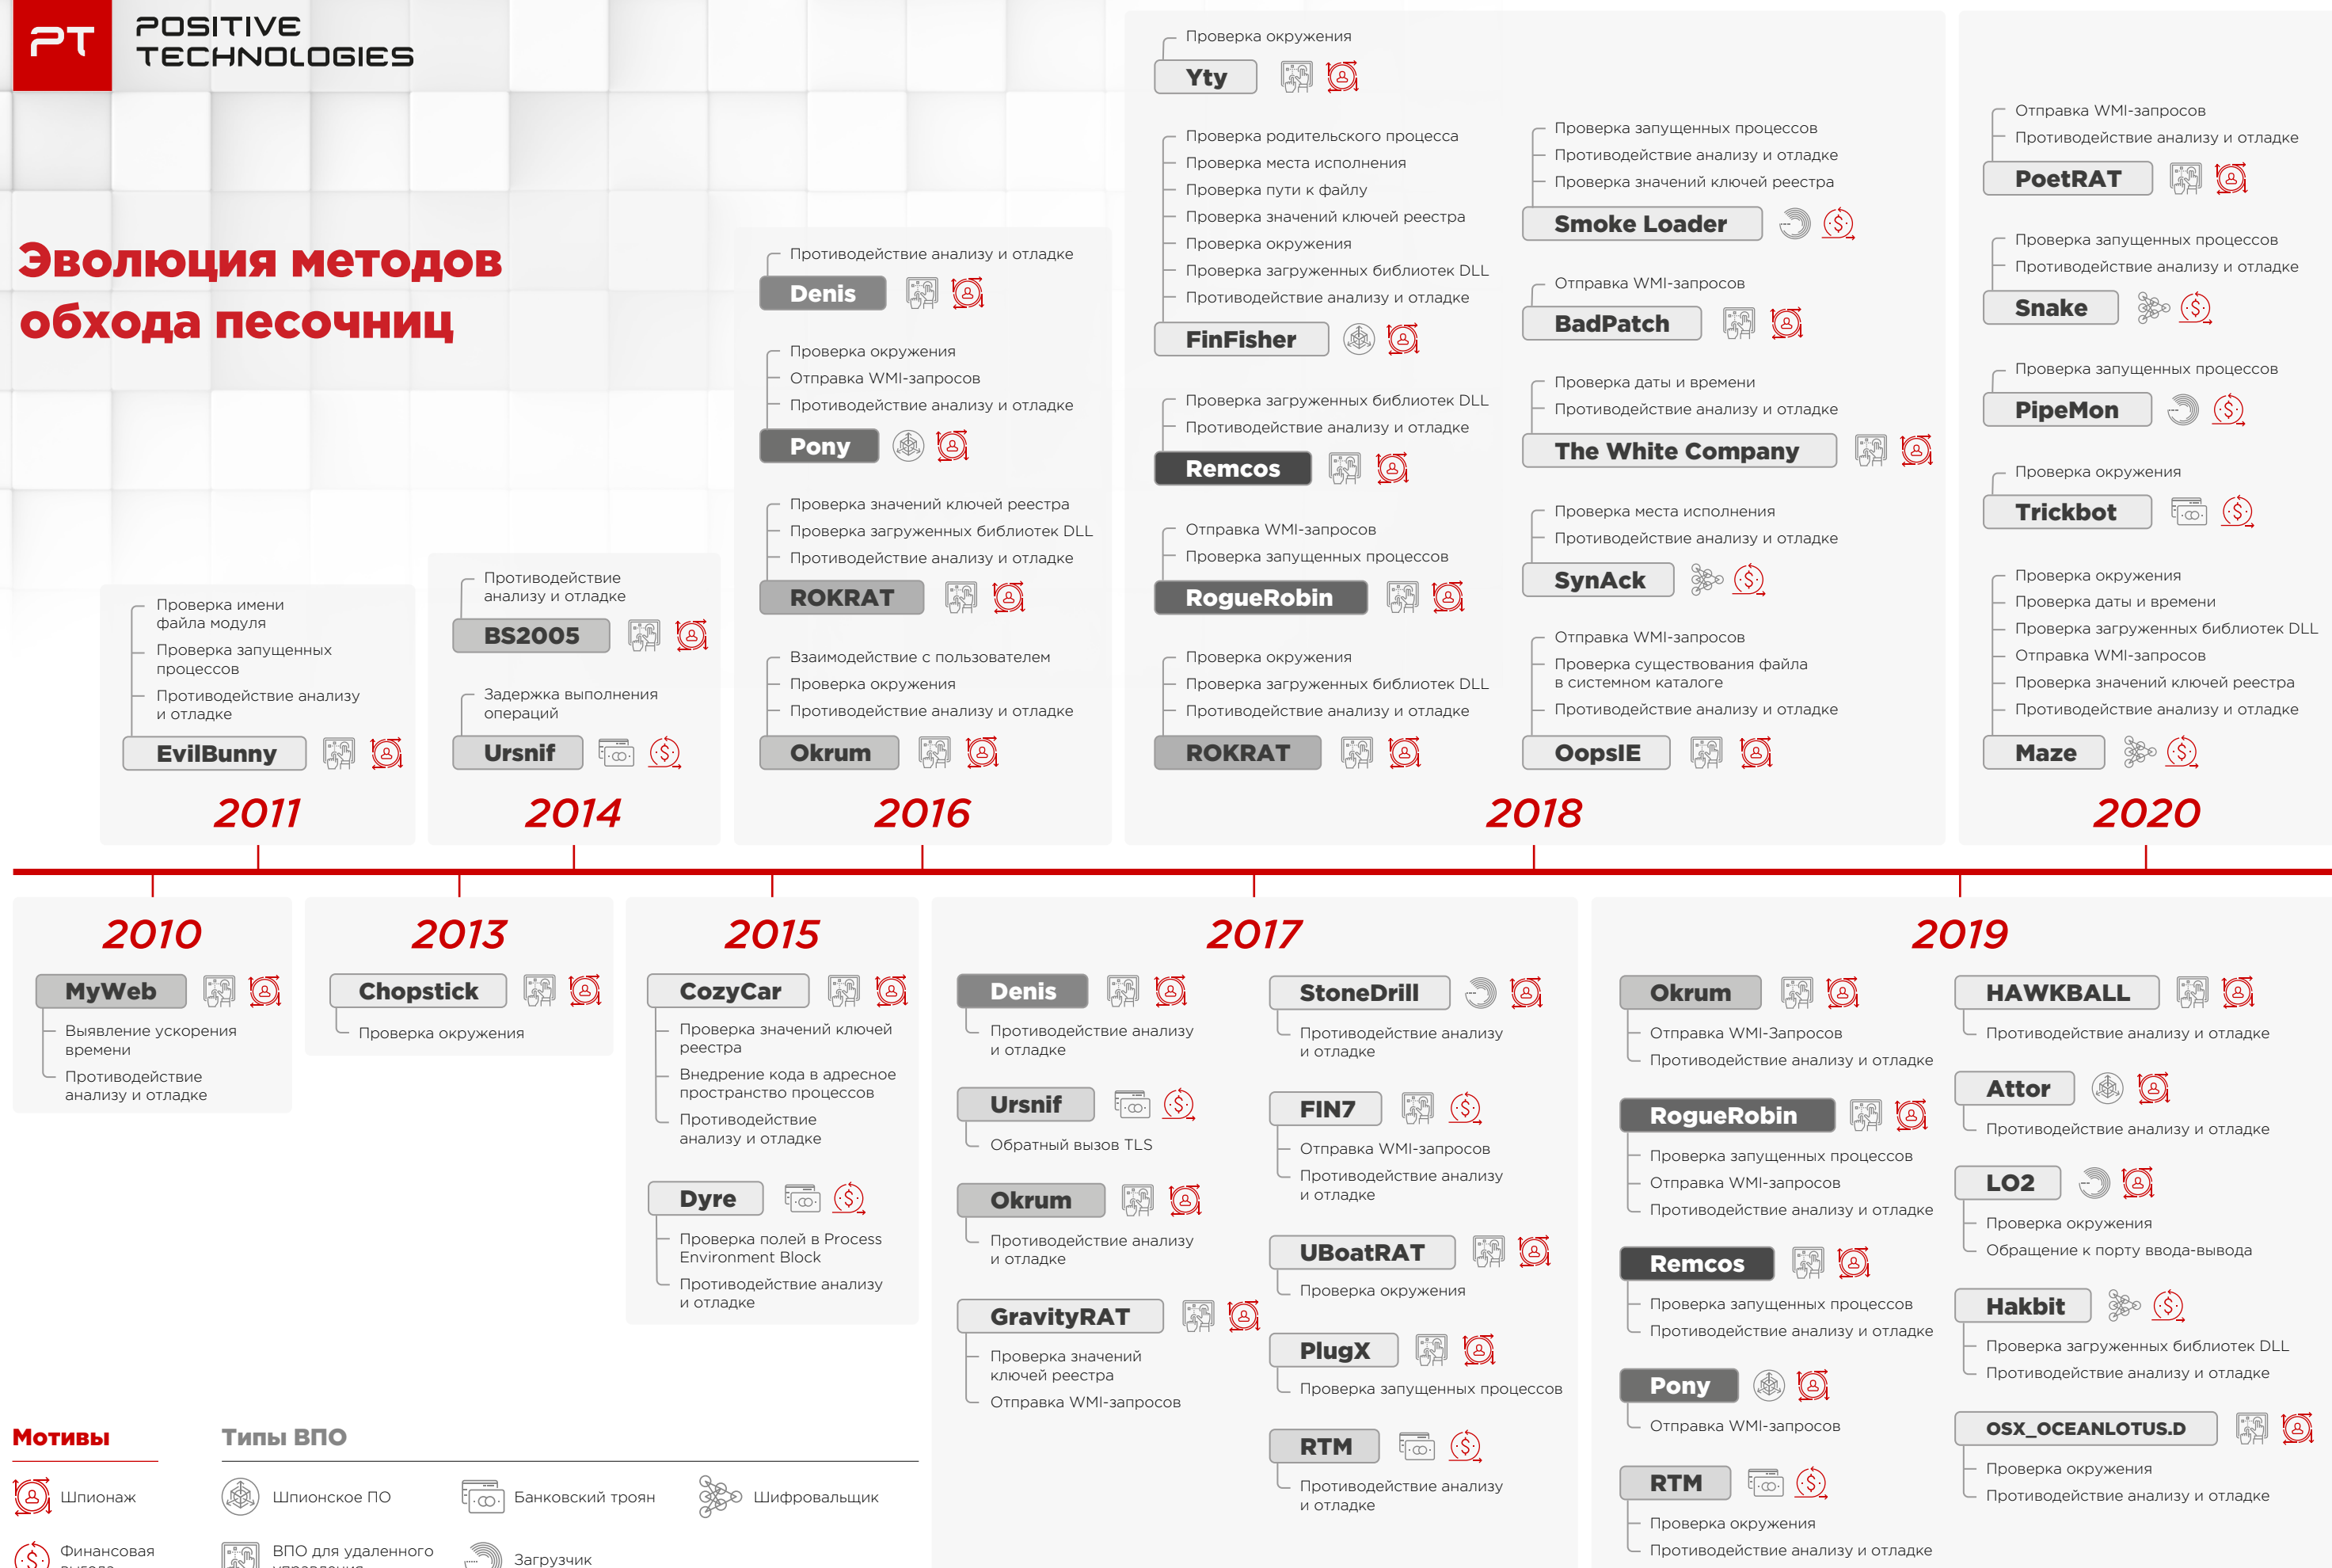 PT
POSITIVE
TECHNOLOGIES
Эволюция методов
обхода песочниц
Проверка имени
файла модуля
Проверка запущенных
процессов
Противодействие анализу
и отладке
EvilBunny
2011
Противодействие
анализу и отладке
BS2005
Задержка выполнения
операций
Ursnif
2014
Противодействие анализу и отладке
Denis
Проверка окружения
Отправка WMI-запросов
Противодействие анализу и отладке
Pony
Проверка значений ключей реестра
Проверка загруженных библиотек DLL
Противодействие анализу и отладке
ROKRAT
Взаимодействие с пользователем
Проверка окружения
Противодействие анализу и отладке
Okrum
2016
Проверка окружения
Yty
Проверка родительского процесса
Проверка места исполнения
Проверка пути к файлу
Проверка значений ключей реестра
Проверка окружения
Проверка загруженных библиотек DLL
Противодействие анализу и отладке
FinFisher
Проверка загруженных библиотек DLL
Противодействие анализу и отладке
Remcos
Отправка WMI-запросов
Проверка запущенных процессов
RogueRobin
Проверка окружения
Проверка загруженных библиотек DLL
Противодействие анализу и отладке
ROKRAT
Проверка запущенных процессов
Противодействие анализу и отладке
Проверка значений ключей реестра
Smoke Loader
Отправка WMI-запросов
BadPatch
Проверка даты и времени
Противодействие анализу и отладке
The White Company
Проверка места исполнения
Противодействие анализу и отладке
SynAck
Отправка WMI-запросов
Проверка существования файла
в системном каталоге
Противодействие анализу и отладке
OopsIE
2018
Отправка WMI-запросов
Противодействие анализу и отладке
PoetRAT
Проверка запущенных процессов
Противодействие анализу и отладке
Snake
Проверка запущенных процессов
PipeMon
Проверка окружения
Trickbot
Проверка окружения
Проверка даты и времени
Проверка загруженных библиотек DLL
Отправка WMI-запросов
Проверка значений ключей реестра
Противодействие анализу и отладке
Maze
2020
2010
MyWeb
Выявление ускорения
времени
Противодействие
анализу и отладке
2013
Chopstick
Проверка окружения
2015
CozyCar
Проверка значений ключей
реестра
Внедрение кода в адресное
пространство процессов
Противодействие
анализу и отладке
Dyre
Проверка полей в Process
Environment Block
Противодействие анализу
и отладке
2017
Denis
Противодействие анализу
и отладке
Ursnif
Обратный вызов TLS
Okrum
Противодействие анализу
и отладке
GravityRAT
Проверка значений
ключей реестра
Отправка WMI-запросов
StoneDrill
Противодействие анализу
и отладке
FIN7
Отправка WMI-запросов
Противодействие анализу
и отладке
UBoatRAT
Проверка окружения
PlugX
Проверка запущенных процессов
RTM
Противодействие анализу
и отладке
2019
Okrum
Отправка WMI-Запросов
Противодействие анализу и отладке
RogueRobin
Проверка запущенных процессов
Отправка WMI-запросов
Противодействие анализу и отладке
Remcos
Проверка запущенных процессов
Противодействие анализу и отладке
Pony
Отправка WMI-запросов
RTM
Проверка окружения
Противодействие анализу и отладке
HAWKBALL
Противодействие анализу и отладке
Attor
Противодействие анализу и отладке
LO2
Проверка окружения
Обращение к порту ввода-вывода
Hakbit
Проверка загруженных библиотек DLL
Противодействие анализу и отладке
OSX_OCEANLOTUS.D
Проверка окружения
Противодействие анализу и отладке
Мотивы
Шпионаж
Финансовая
Типы ВПО
Шпионское ПО
Банковский троян
Шифровальщик
ВПО для удаленного
Загрузчик